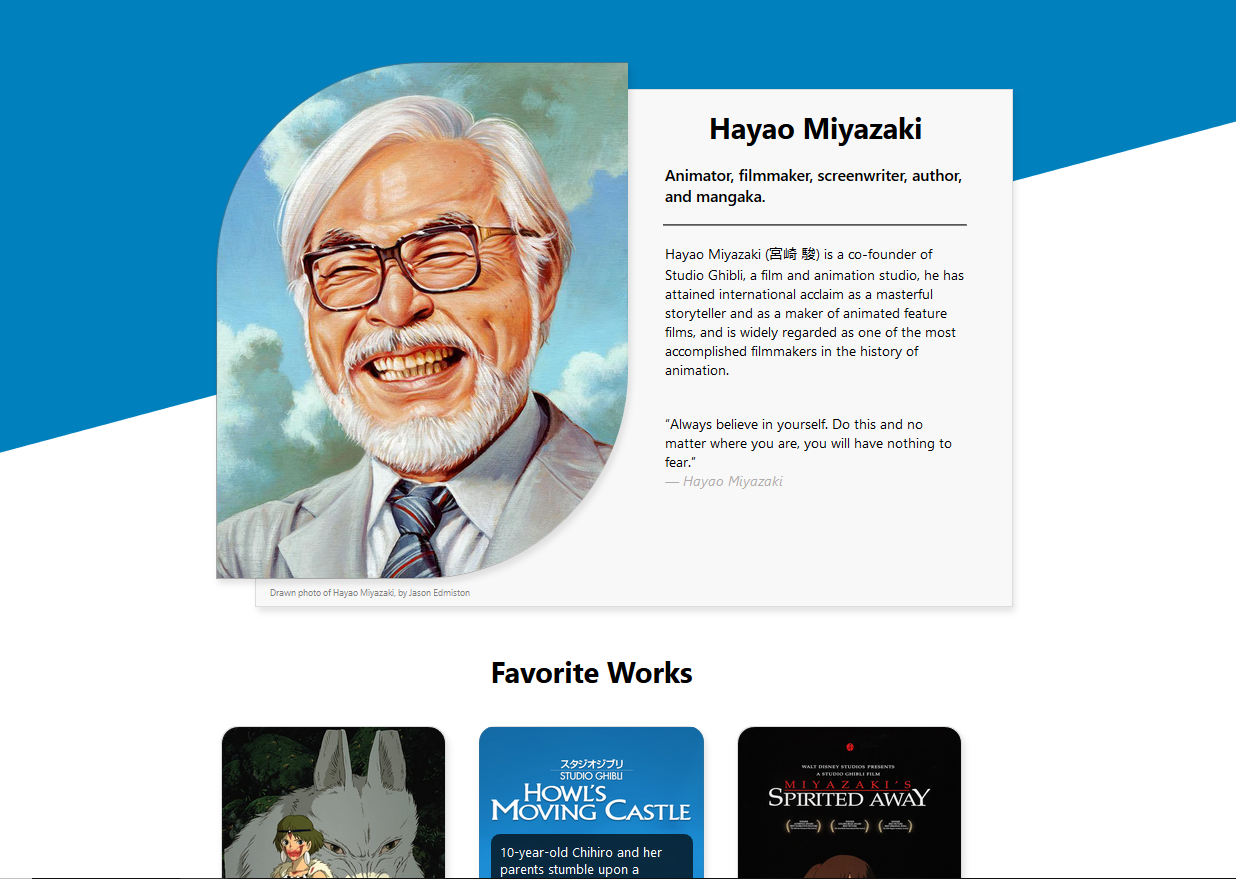 Hayao Miyazaki
Animator, filmmaker, screenwriter, author,
and mangaka.
Hayao Miyazaki (宮崎 駿) is a co-founder of
Studio Ghibli, a film and animation studio, he has
attained international acclaim as a masterful
storyteller and as a maker of animated feature
films, and is widely regarded as one of the most
accomplished filmmakers in the history of
animation.
“Always believe in yourself. Do this and no
matter where you are, you will have nothing to
fear.”
— Hayao Miyazaki
Drawn photo of Hayao Miyazaki, by Jason Edmiston
Favorite Works
スタジオジブリ
STUDIO GHIBLI
HOWL'S
MOVING CASTLE
10-year-old Chihiro and her
parents stumble upon a
WALT DISNEY STUDIOS PRESENTS
A STUDIO GHIBLI FILM
MIYAZAKI'S
SPIRITED AWAY